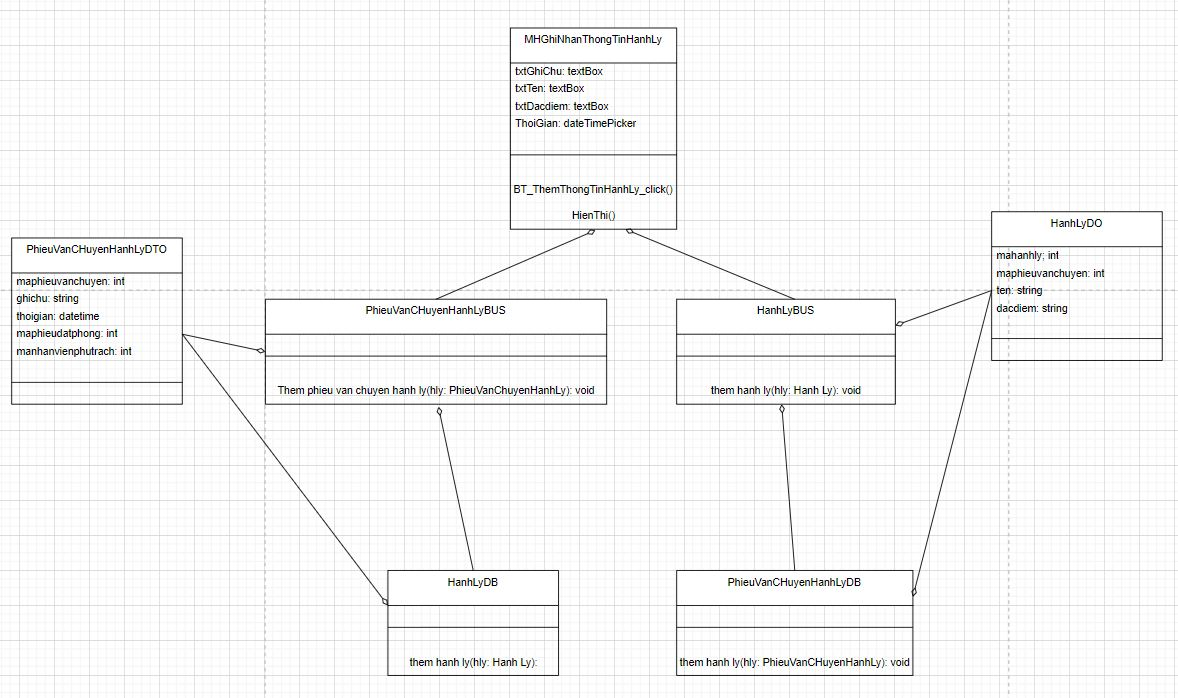 MHGhiNhanThongTinHanhLy
txtGhiChu: textBox
txtTen: textBox
txtDacdiem: textBox
ThoiGian: dateTimePicker
BT_ThemThongTinHanhLy_click()
HienThi()
PhieuVanCHuyenHanhLyDTO
maphieuvanchuyen: int
ghichu: string
thoigian: datetime
maphieudatphong: int
manhanvienphutrach: int
HanhLyDO
mahanhly; int
maphieuvanchuyen: int
ten: string
dacdiem: string
PhieuVanCHuyenHanhLyBUS
Them phieu van chuyen hanh ly(hly: PhieuVanChuyenHanhLy): void
HanhLyBUS
them hanh ly(hly: Hanh Ly): void
HanhLyDB
them hanh ly(hly: Hanh Ly):
PhieuVanCHuyenHanhLyDB
them hanh ly(hly: PhieuVanCHuyenHanhLy): void